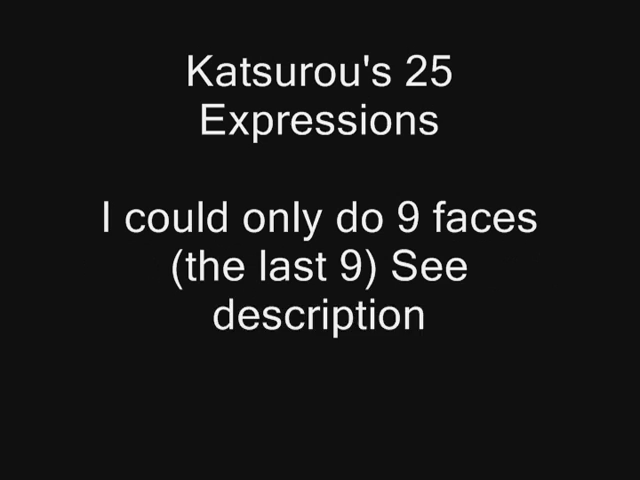 Katsurou's 25
Expressions
I could only do 9 faces
(the last 9) See
description